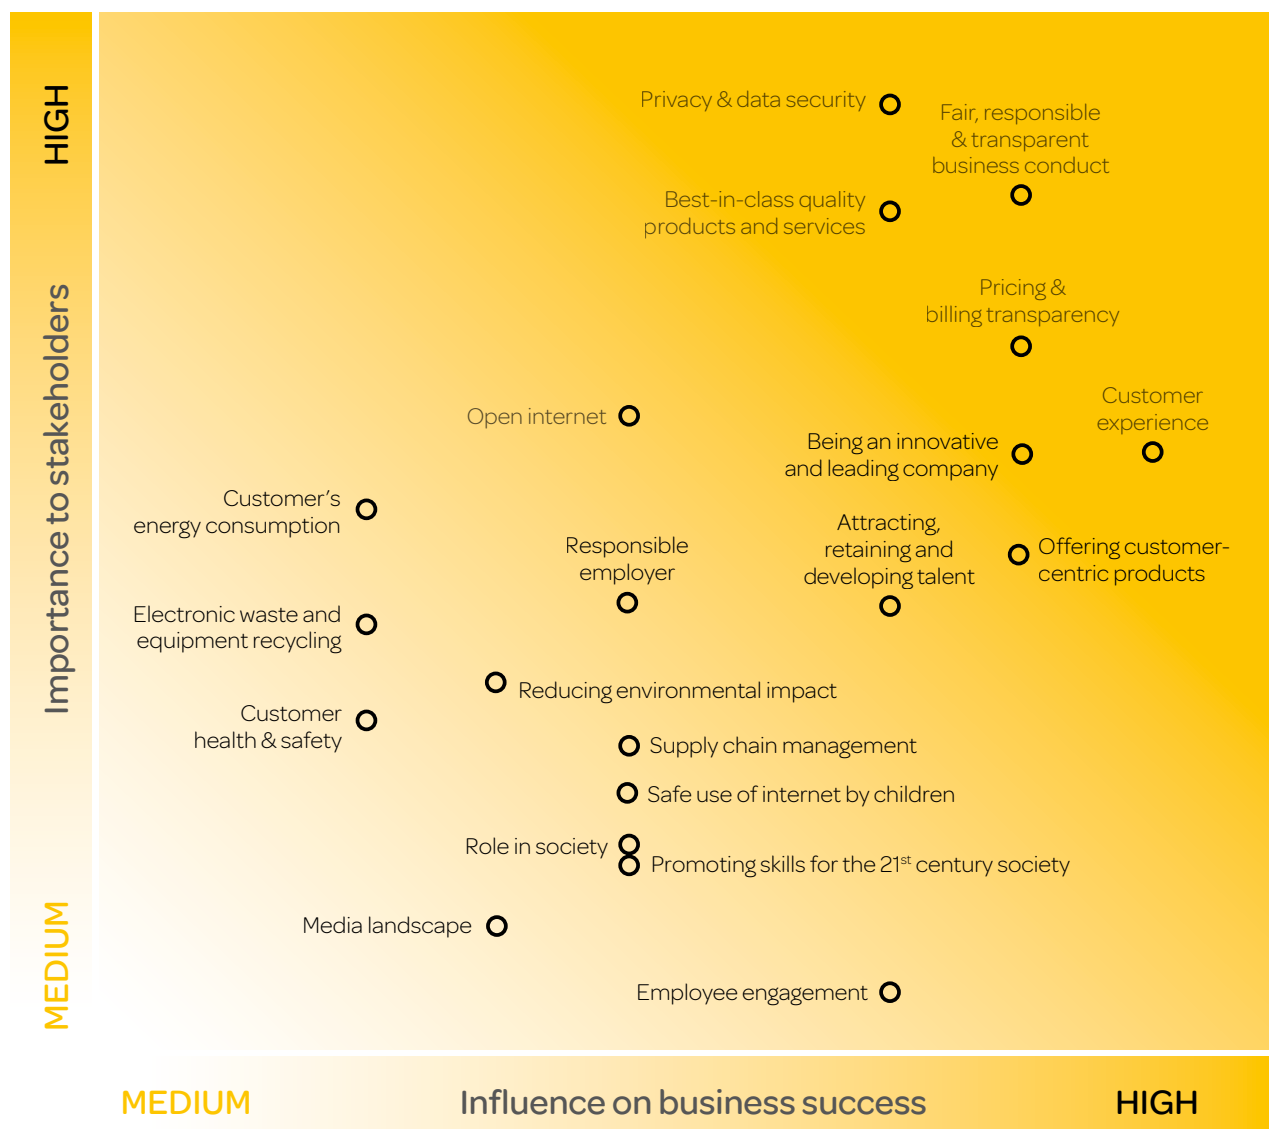 HIGH
Importance to stakeholders
MEDIUM
Privacy & data security
Fair, responsible
& transparent
business conduct
Best-in-class quality
products and services
Pricing &
billing transparency
Customer
experience
Open internet
Being an innovative
and leading company
Customer's
energy consumption
Attracting,
retaining and
developing talent
Offering customer-
centric products
Responsible
employer
Electronic waste and
equipment recycling
Reducing environmental impact
Customer
health & safety
Supply chain management
Safe use of internet by children
Role in society
Promoting skills for the 21st century society
Media landscape
Employee engagement
MEDIUM
Influence on business success
HIGH